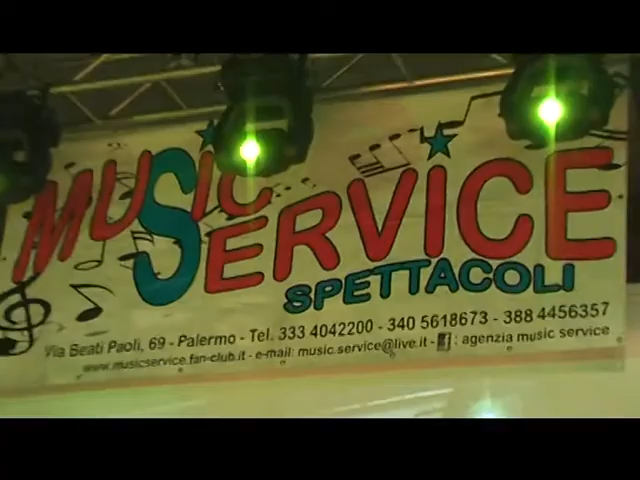 MUSIC SERVICE
SPETTACOLI
Via Beati Paoli, 69 - Palermo - Tel. 333 4042200 - 340 5618673 - 388 4456357
www.musicservice.fan-club.it - e-mail: music.service@live.it - f : agenzia music service